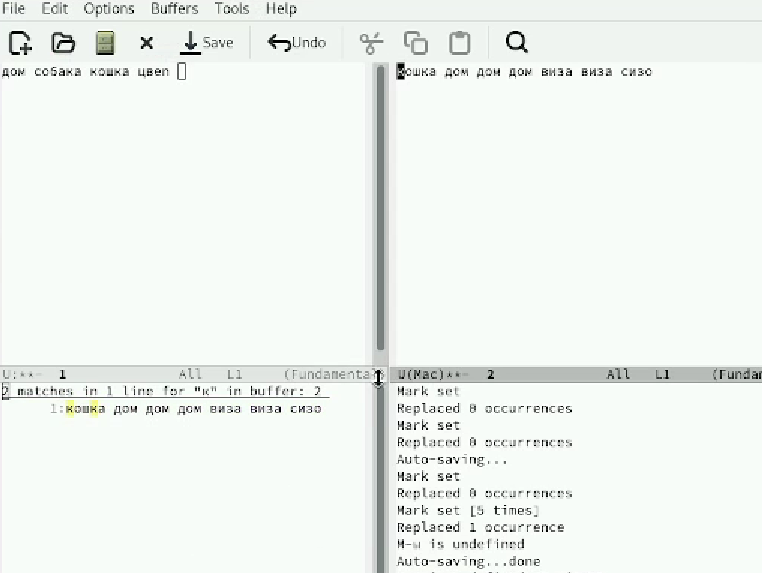 File Edit Options Buffers Tools Help
Save Undo
дом собака кошка цвеп
кошка дом дом дом виза виза сизо
U:**- 1 All L1 (Fundamenta
U(Mac)**- 2 All L1 (Fundam
2 matches in 1 line for "к" in buffer: 2
1:кошка дом дом дом виза виза сизо
Mark set
Replaced 0 occurrences
Mark set
Replaced 0 occurrences
Auto-saving...
Mark set
Replaced 0 occurrences
Mark set [5 times]
Replaced 1 occurrence
M-ы is undefined
Auto-saving...done